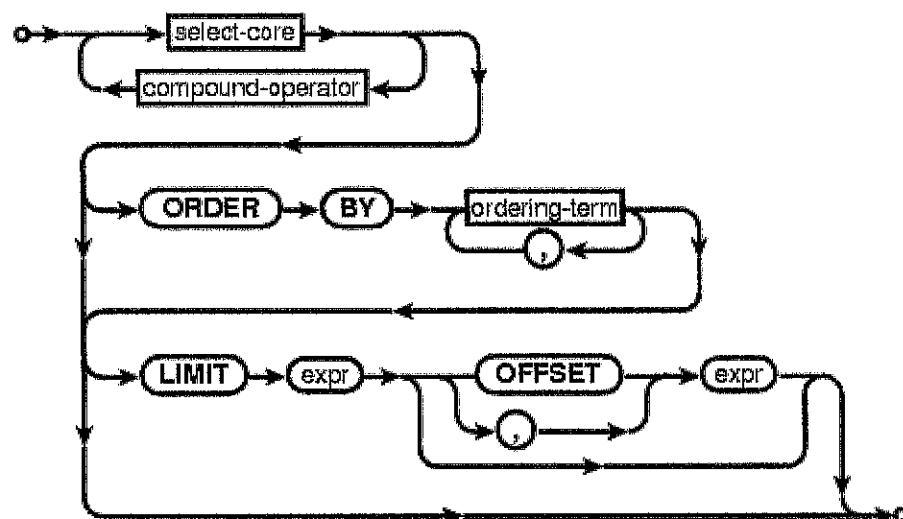 select-core
compound-operator
ORDER BY ordering-term
,
LIMIT expr OFFSET expr
,